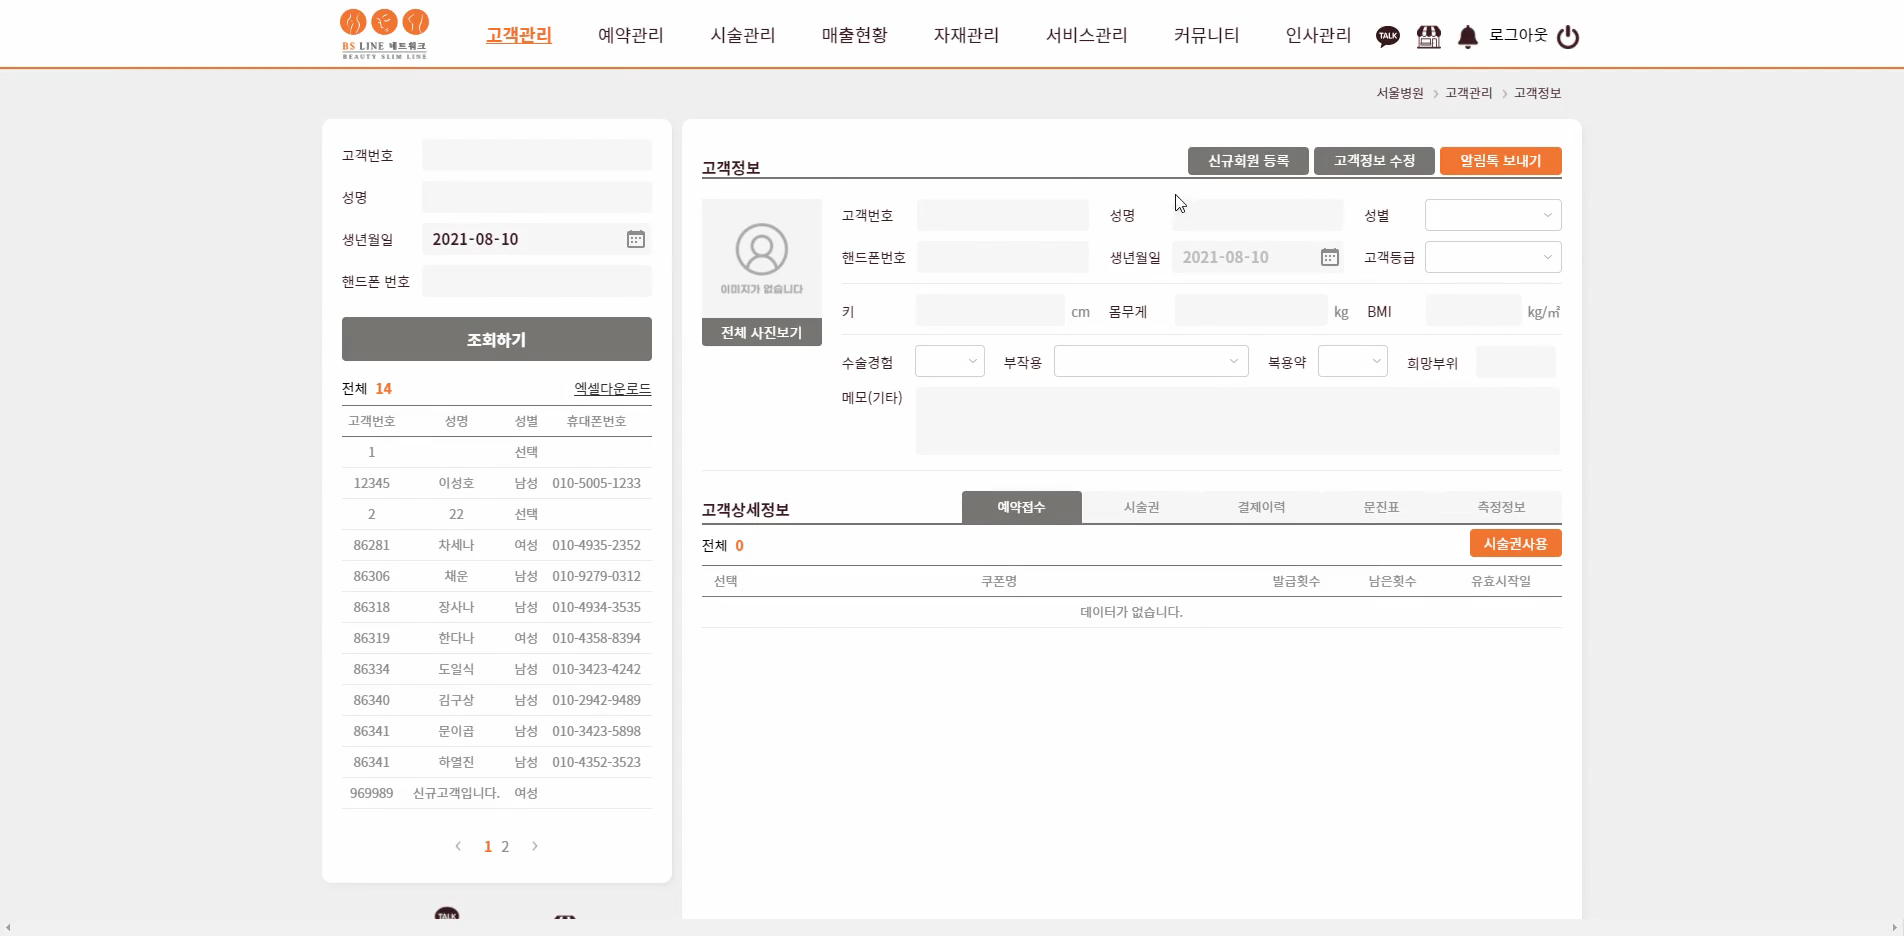 BS LINE 네트워크
BEAUTY SLIM LINE
고객관리 예약관리 시술관리 매출현황 자재관리 서비스관리 커뮤니티 인사관리 TALK 로그아웃
서울병원 > 고객관리 > 고객정보
고객번호
성명
생년월일 2021-08-10
핸드폰 번호
조회하기
전체 14 엑셀다운로드
고객번호 성명 성별 휴대폰번호
1 선택
12345 이성호 남성 010-5005-1233
2 22 선택
86281 차세나 여성 010-4935-2352
86306 채운 남성 010-9279-0312
86318 장사나 남성 010-4934-3535
86319 한다나 여성 010-4358-8394
86334 도일식 남성 010-3423-4242
86340 김구상 남성 010-2942-9489
86341 문이곱 남성 010-3423-5898
86341 하열진 남성 010-4352-3523
969989 신규고객입니다. 여성
< 1 2 >
TALK
고객정보 신규회원 등록 고객정보 수정 알림톡 보내기
이미지가 없습니다
전체 사진보기
고객번호 성명 성별
핸드폰번호 생년월일 2021-08-10 고객등급
키 cm 몸무게 kg BMI kg/㎡
수술경험 부작용 복용약 희망부위
메모(기타)
고객상세정보 예약접수 시술권 결제이력 문진표 측정정보
전체 0 시술권사용
선택 쿠폰명 발급횟수 남은횟수 유효시작일
데이터가 없습니다.